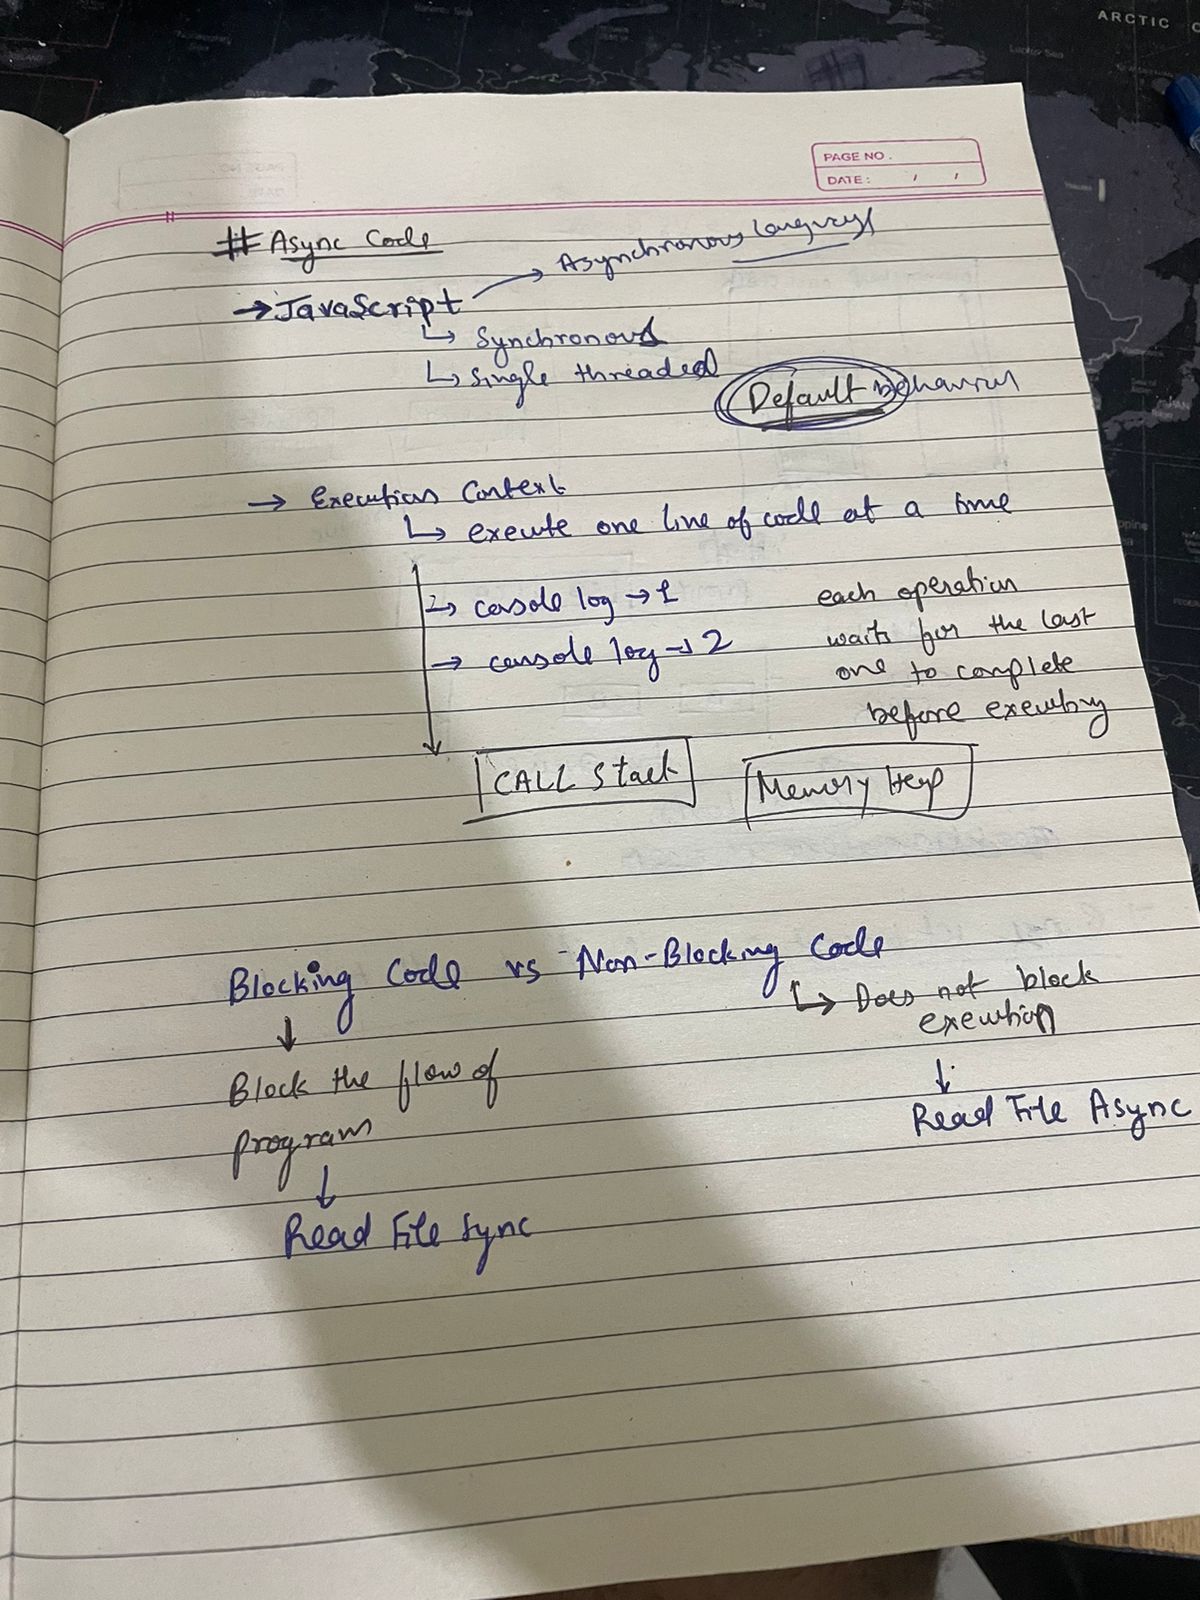 ARCTIC
PAGE NO.
DATE: / /
# Async Code
→ JavaScript → Asynchronous Language
↳ Synchronous
↳ Single threaded
Default behaviour
→ Execution Context
↳ execute one line of code at a time
↳ console log → 1
→ console log → 2
each operation
waits for the last
one to complete
before executing
CALL Stack
Memory Heap
Blocking Code vs Non-Blocking Code
↓
Block the flow of
program
↓
Read File Sync
↳ Does not block
execution
↓
Read File Async